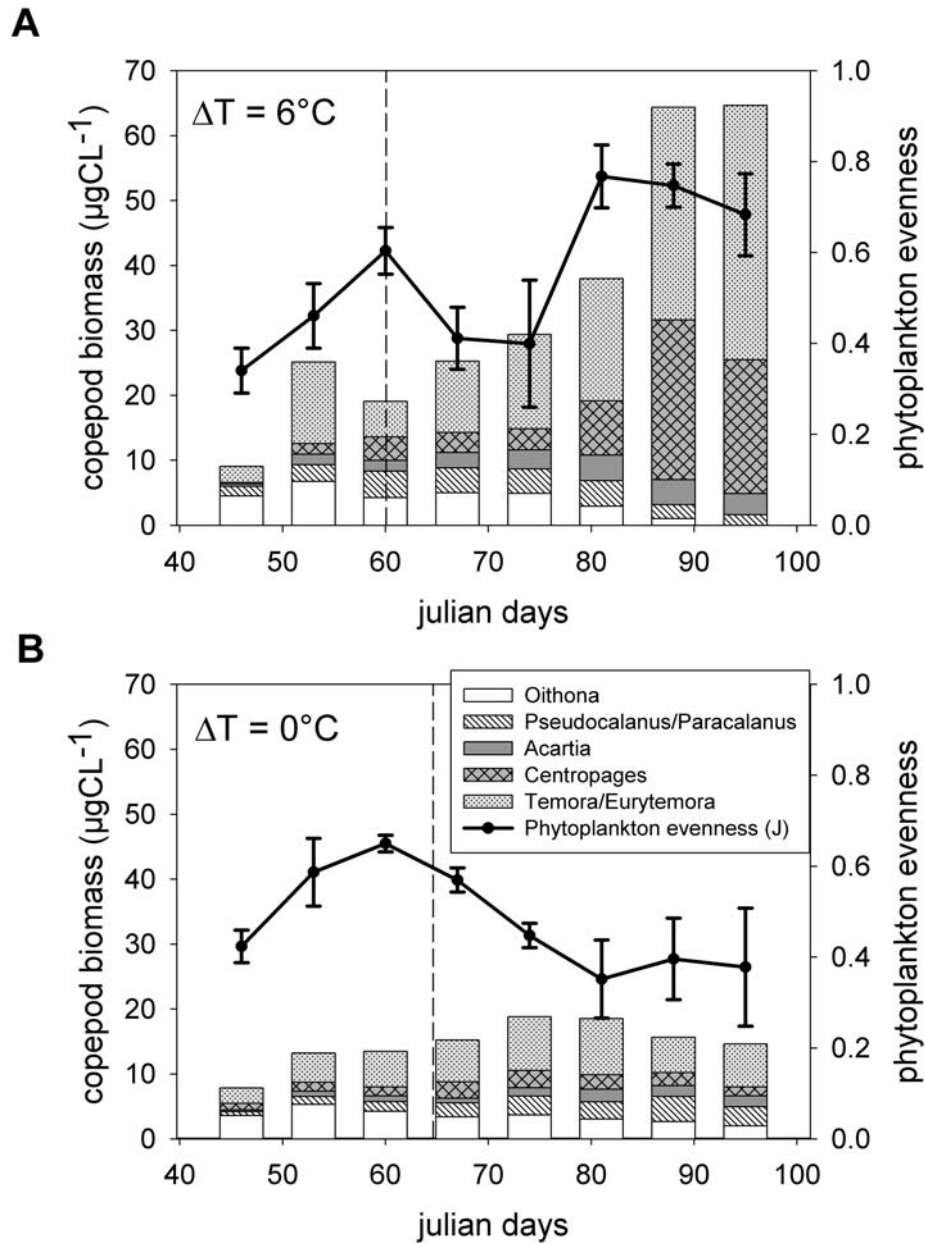 A
ΔT = 6°C
copepod biomass (µgCL⁻¹)
70
60
50
40
30
20
10
0
1.0
0.8
0.6
0.4
0.2
0.0
phytoplankton evenness
40 50 60 70 80 90 100
julian days
B
ΔT = 0°C
copepod biomass (µgCL⁻¹)
70
60
50
40
30
20
10
0
Oithona
Pseudocalanus/Paracalanus
Acartia
Centropages
Temora/Eurytemora
Phytoplankton evenness (J)
1.0
0.8
0.6
0.4
0.2
0.0
phytoplankton evenness
40 50 60 70 80 90 100
julian days